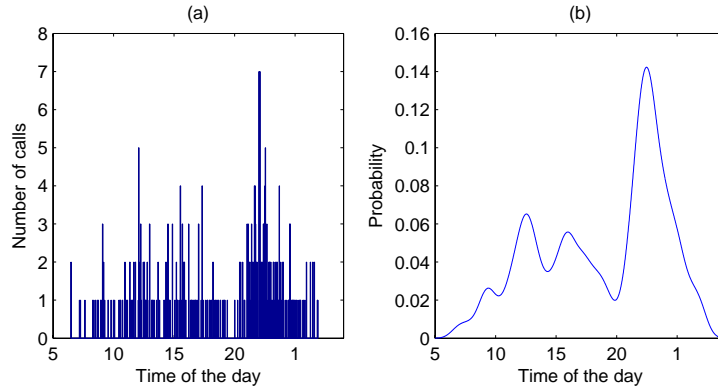 (a)
8
7
6
5
4
3
2
1
0
Number of calls
5 10 15 20 1
Time of the day
(b)
0.16
0.14
0.12
0.1
0.08
0.06
0.04
0.02
0
Probability
5 10 15 20 1
Time of the day